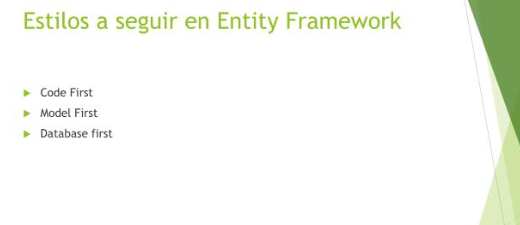 Estilos a seguir en Entity Framework
Code First
Model First
Database first